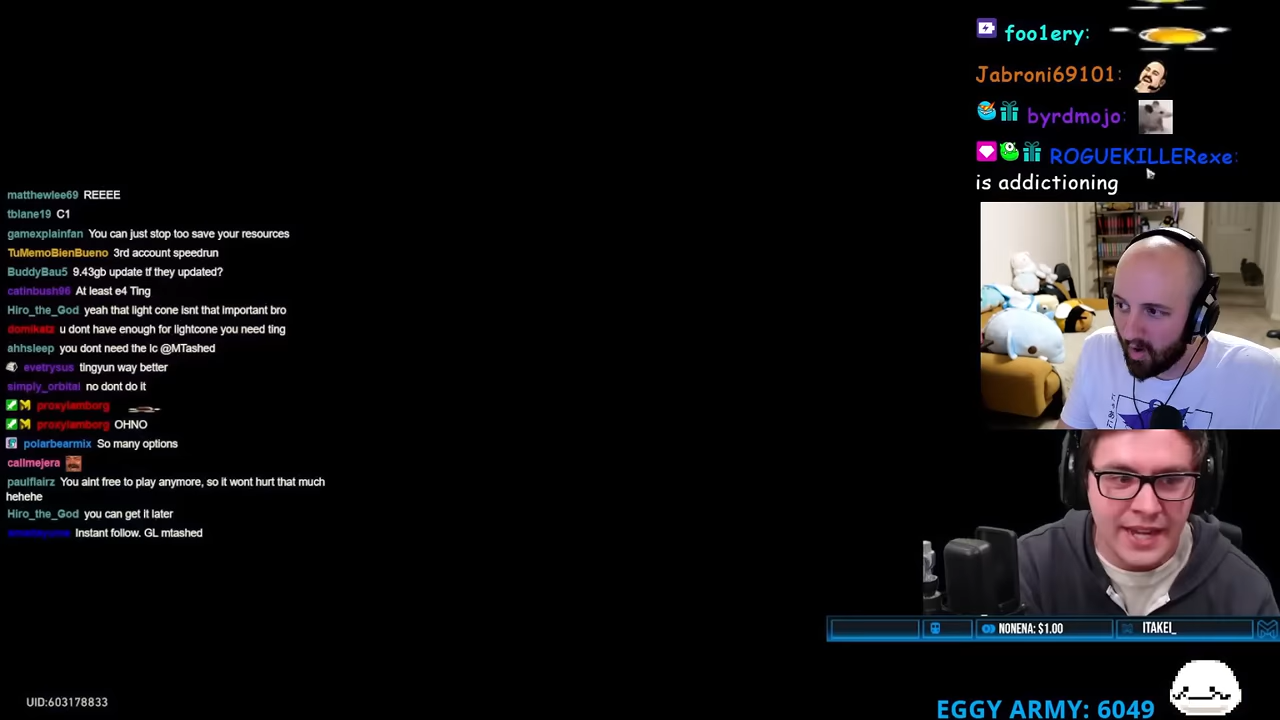 foo1ery:
Jabroni69101:
byrdmojo:
ROGUEKILLERexe:
is addictioning
matthewlee69 REEEE
tblane19 C1
gamexplainfan You can just stop too save your resources
TuMemoBienBueno 3rd account speedrun
BuddyBau5 9.43gb update tf they updated?
catinbush96 At least e4 Ting
Hiro_the_God yeah that light cone isnt that important bro
domikatz u dont have enough for lightcone you need ting
ahhsleep you dont need the lc @MTashed
evetrysus tingyun way better
simply_orbital no dont do it
proxylamborg
proxylamborg OHNO
polarbearmix So many options
callmejera
paulflairz You aint free to play anymore, so it wont hurt that much
hehehe
Hiro_the_God you can get it later
Instant follow. GL mtashed
NONENA: $1.00
ITAKEI_
UID:603178833
EGGY ARMY: 6049